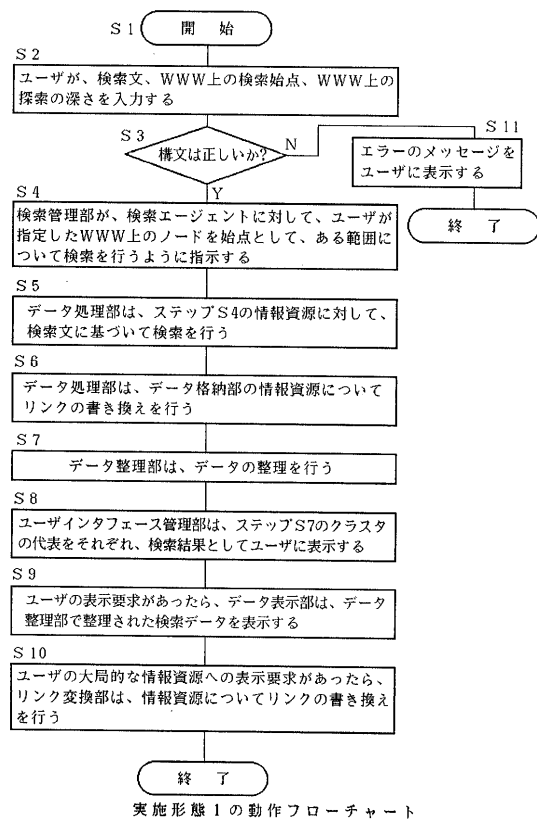 S1 開 始
S2
ユーザが、検索文、WWW上の検索始点、WWW上の
探索の深さを入力する
S3
構文は正しいか?
N
Y
S11
エラーのメッセージを
ユーザに表示する
終 了
S4
検索管理部が、検索エージェントに対して、ユーザが
指定したWWW上のノードを始点として、ある範囲に
ついて検索を行うように指示する
S5
データ処理部は、ステップS4の情報資源に対して、
検索文に基づいて検索を行う
S6
データ処理部は、データ格納部の情報資源について
リンクの書き換えを行う
S7
データ整理部は、データの整理を行う
S8
ユーザインタフェース管理部は、ステップS7のクラスタ
の代表をそれぞれ、検索結果としてユーザに表示する
S9
ユーザの表示要求があったら、データ表示部は、データ
整理部で整理された検索データを表示する
S10
ユーザの大局的な情報資源への表示要求があったら、
リンク変換部は、情報資源についてリンクの書き換え
を行う
終 了
実施形態1の動作フローチャート